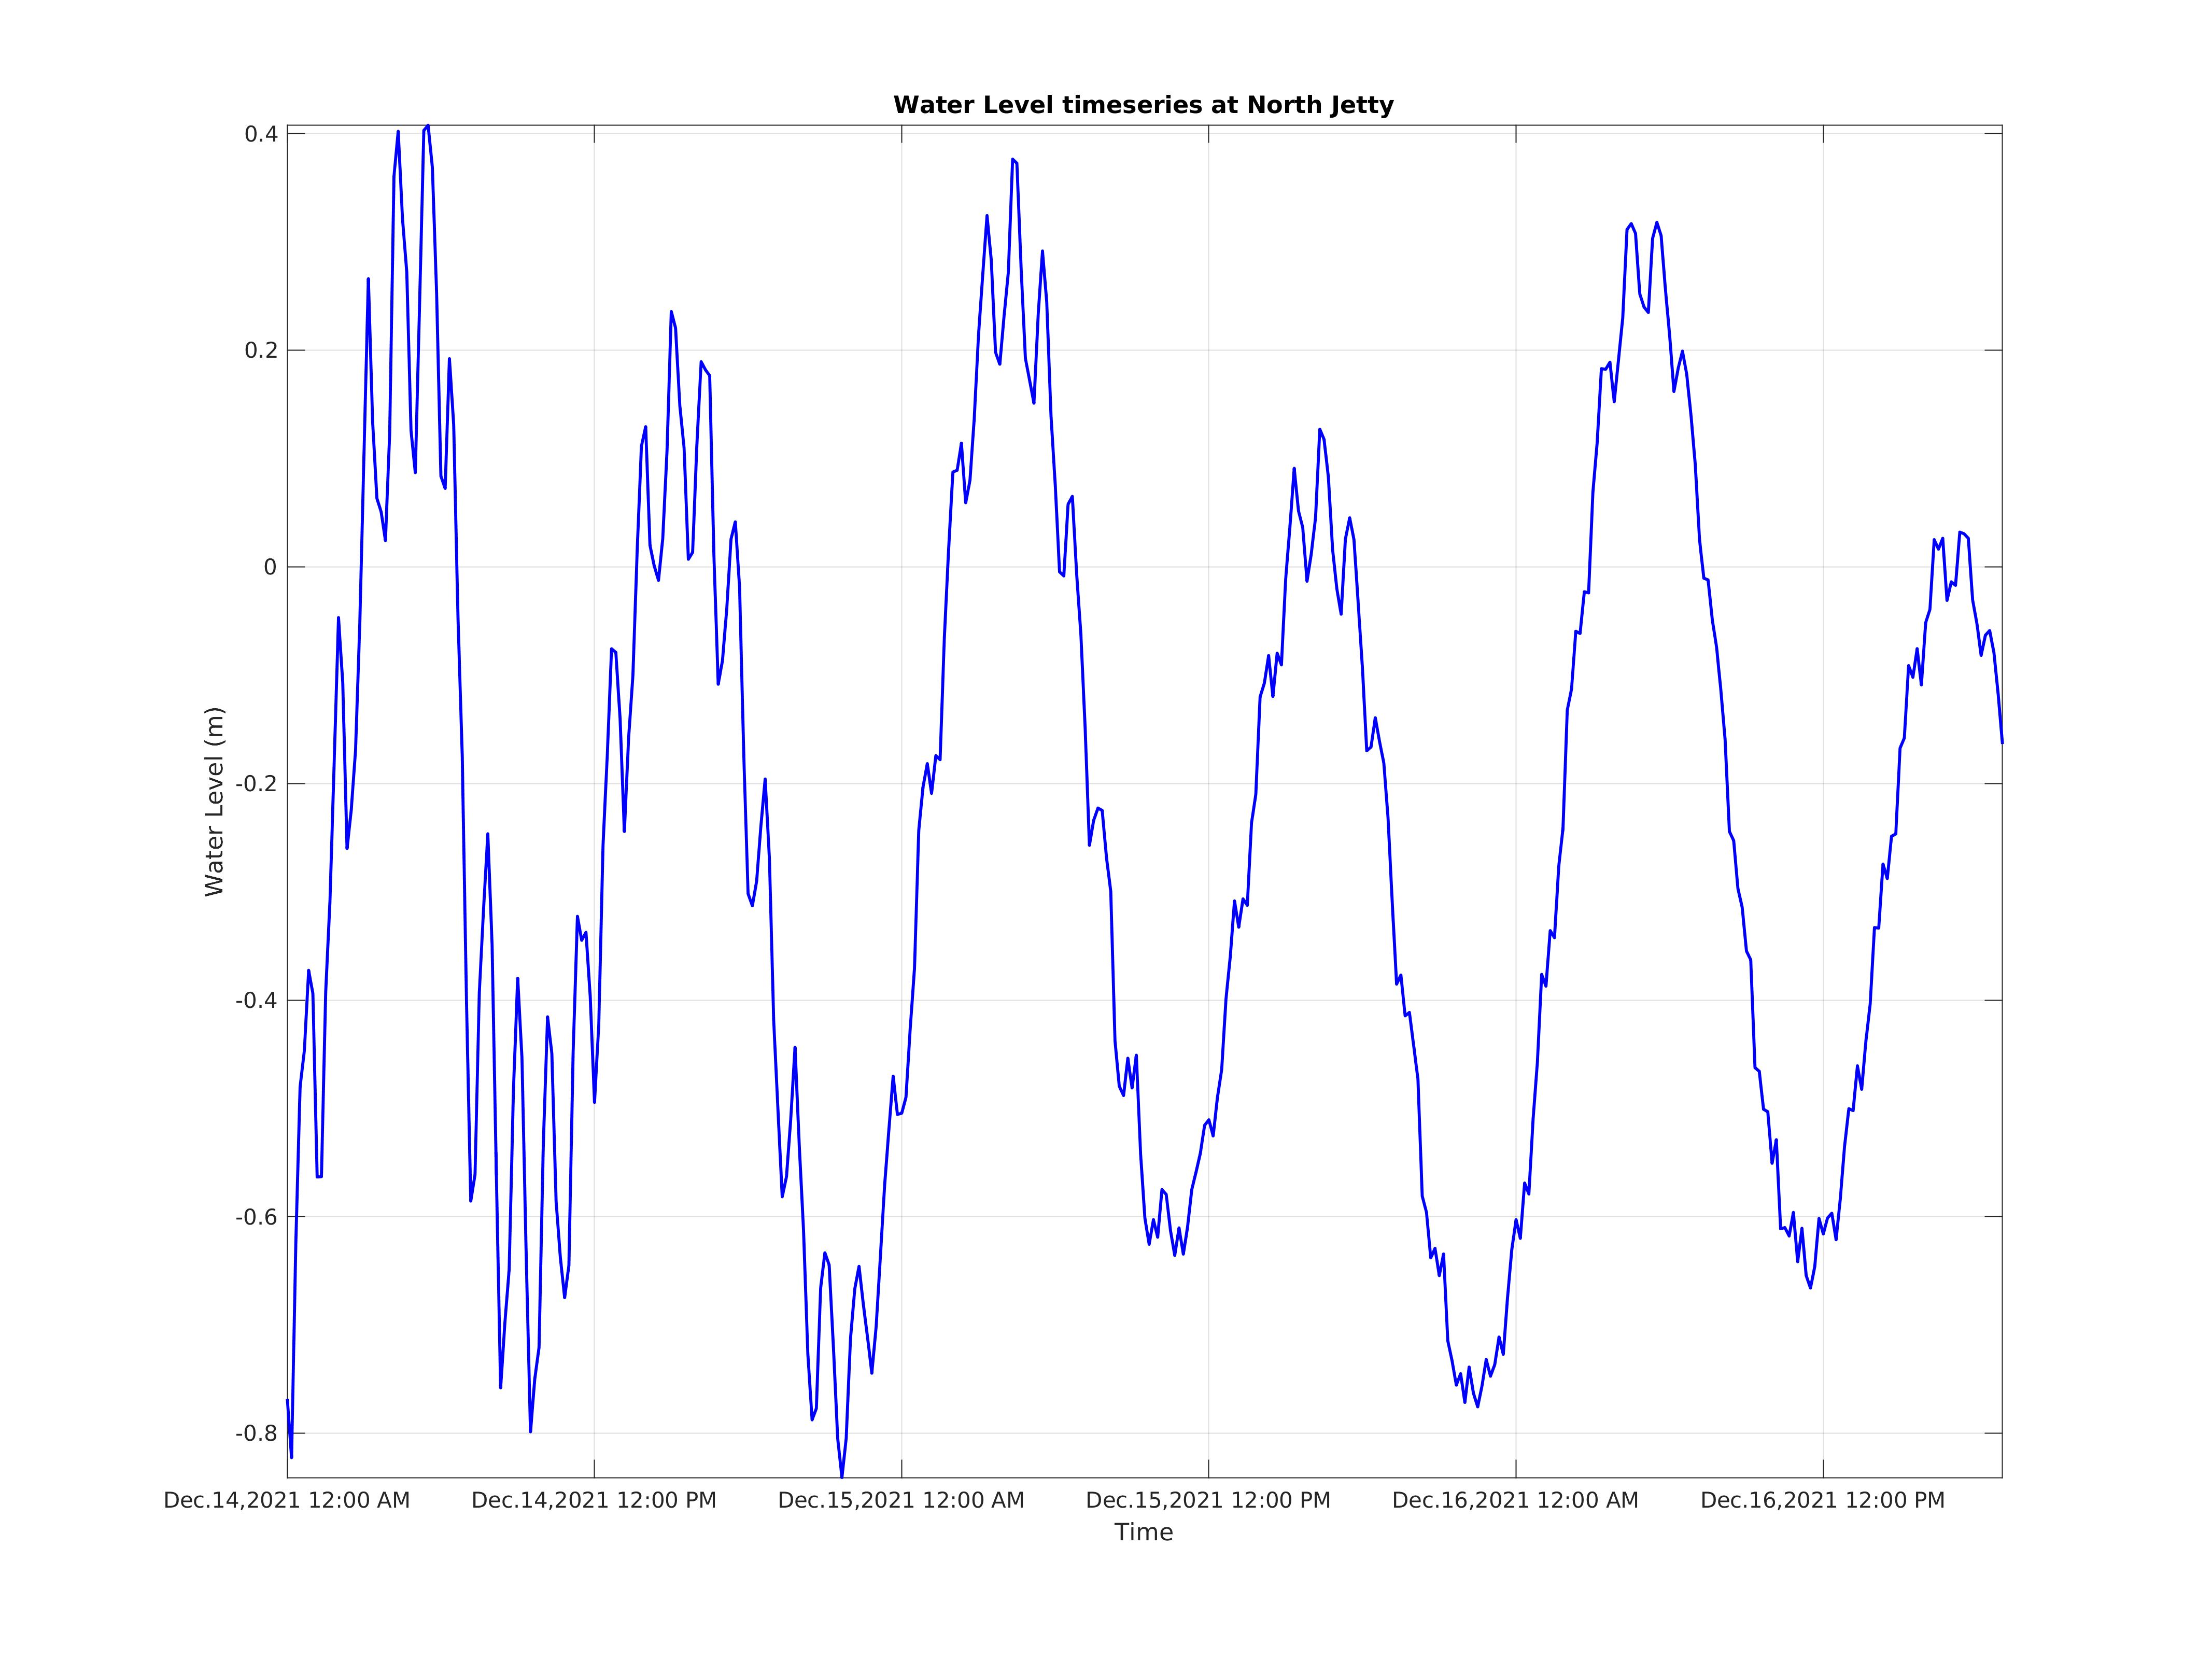 Water Level timeseries at North Jetty
0.4
0.2
0
-0.2
-0.4
-0.6
-0.8
Water Level (m)
Dec.14,2021 12:00 AM
Dec.14,2021 12:00 PM
Dec.15,2021 12:00 AM
Dec.15,2021 12:00 PM
Dec.16,2021 12:00 AM
Dec.16,2021 12:00 PM
Time